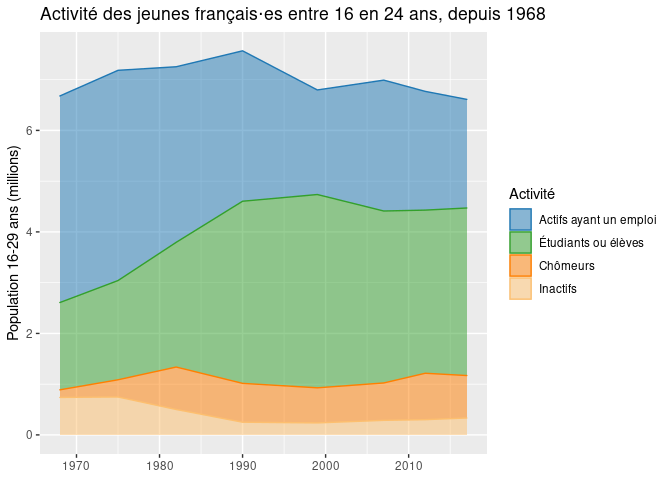 Activité des jeunes français·es entre 16 en 24 ans, depuis 1968
Population 16-29 ans (millions)
6
4
2
0
1970 1980 1990 2000 2010
Activité
Actifs ayant un emploi
Étudiants ou élèves
Chômeurs
Inactifs